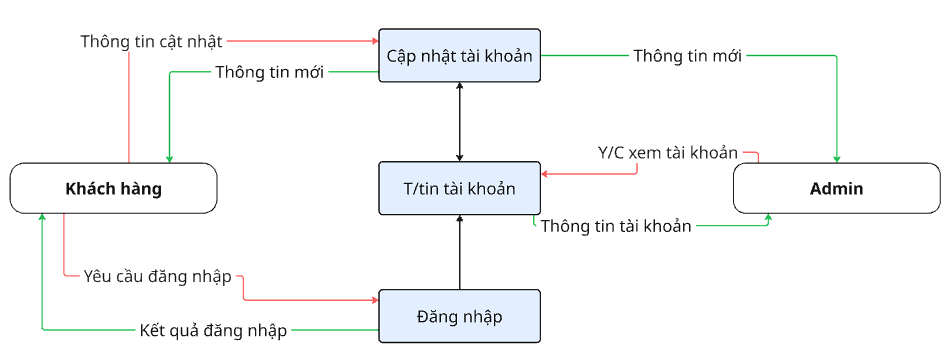 Thông tin cật nhật
Cập nhật tài khoản
Thông tin mới
Thông tin mới
Y/C xem tài khoản
Khách hàng
T/tin tài khoản
Admin
Thông tin tài khoản
Yêu cầu đăng nhập
Đăng nhập
Kết quả đăng nhập